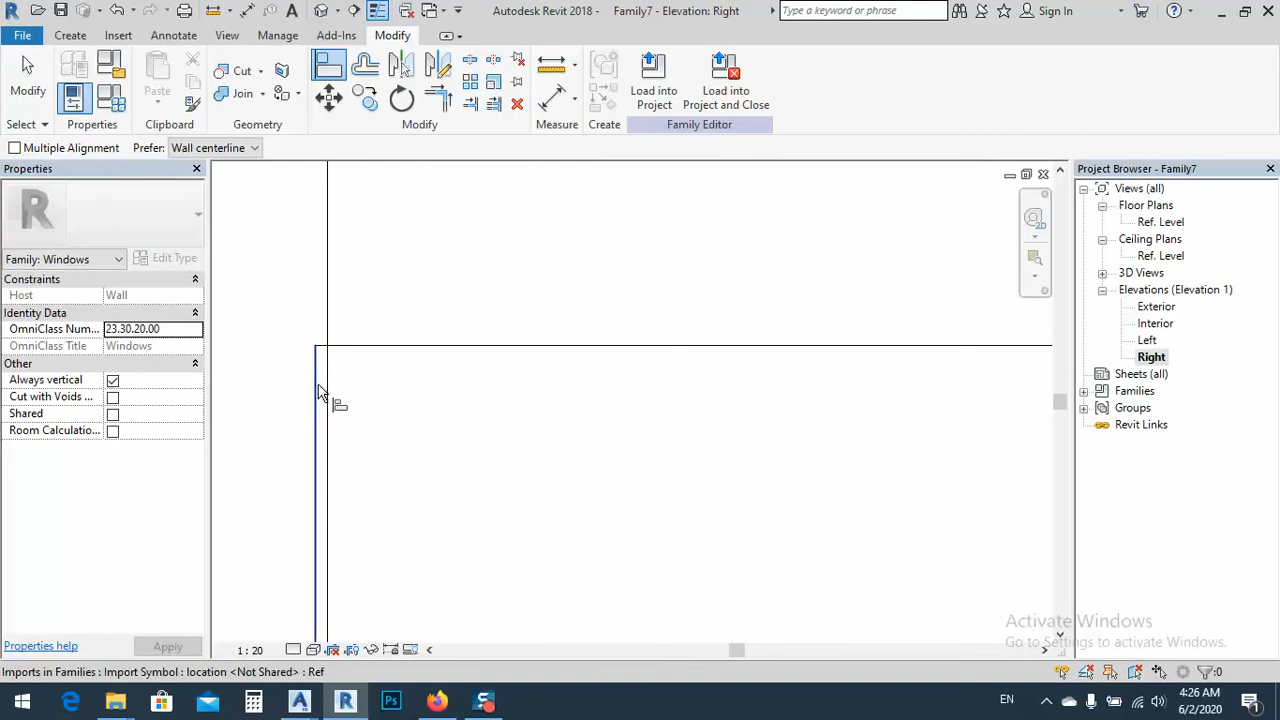 Autodesk Revit 2018 - Family7 - Elevation: Right
Type a keyword or phrase
Sign In
File Create Insert Annotate View Manage Add-Ins Modify
Modify
Paste
Cut
Join
Load into Project
Load into Project and Close
Select Properties Clipboard Geometry Modify Measure Create Family Editor
Multiple Alignment Prefer: Wall centerline
Properties
R
Family: Windows Edit Type
Constraints
Host Wall
Identity Data
OmniClass Num... 23.30.20.00
OmniClass Title Windows
Other
Always vertical
Cut with Voids ...
Shared
Room Calculatio...
Properties help Apply
2D
Project Browser - Family7
Views (all)
Floor Plans
Ref. Level
Ceiling Plans
Ref. Level
3D Views
Elevations (Elevation 1)
Exterior
Interior
Left
Right
Sheets (all)
Families
Groups
Revit Links
Activate Windows
Go to Settings to activate Windows.
1 : 20
Imports in Families : Import Symbol : location <Not Shared> : Ref
:0
Ps
EN
4:26 AM
6/2/2020
1